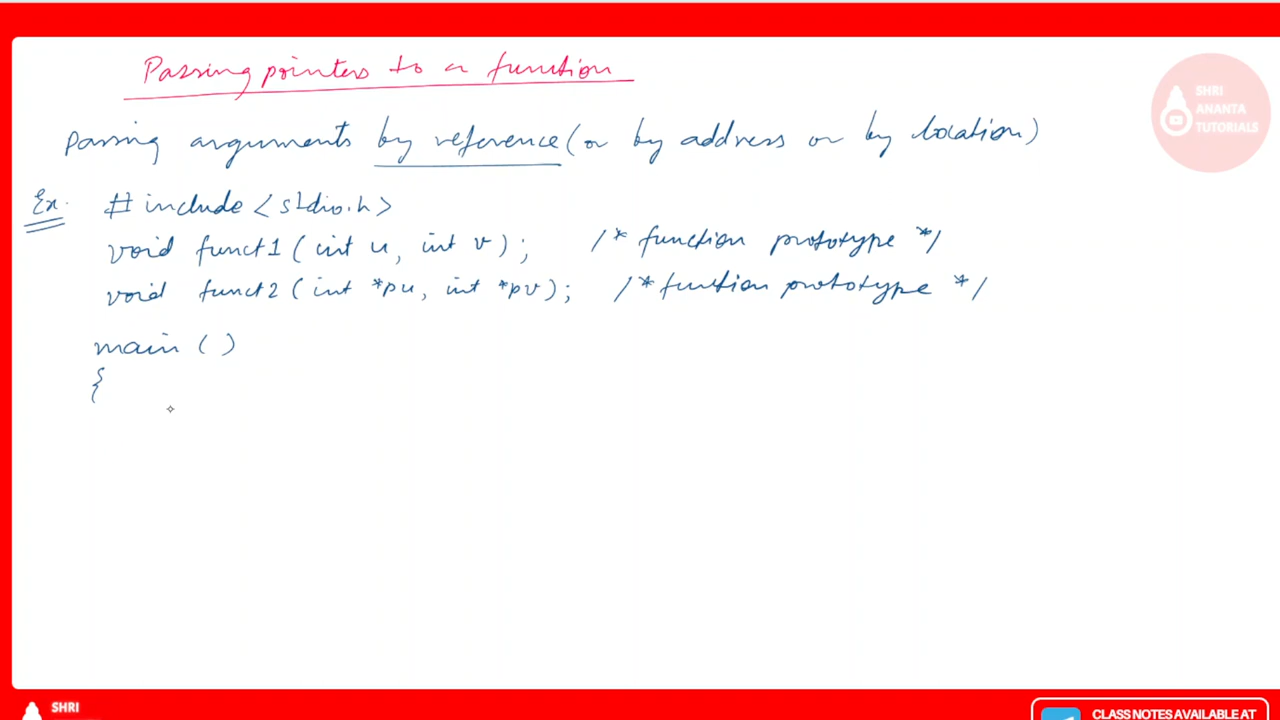 Passing pointers to a function
SHRI
ANANTA
TUTORIALS
Passing arguments by reference (or by address or by location)
Ex. #include <stdio.h>
void funct1 (int u, int v); /* function prototype */
void funct2 (int *pu, int *pv); /* function prototype */
main ( )
{
SHRI
CLASS NOTES AVAILABLE AT